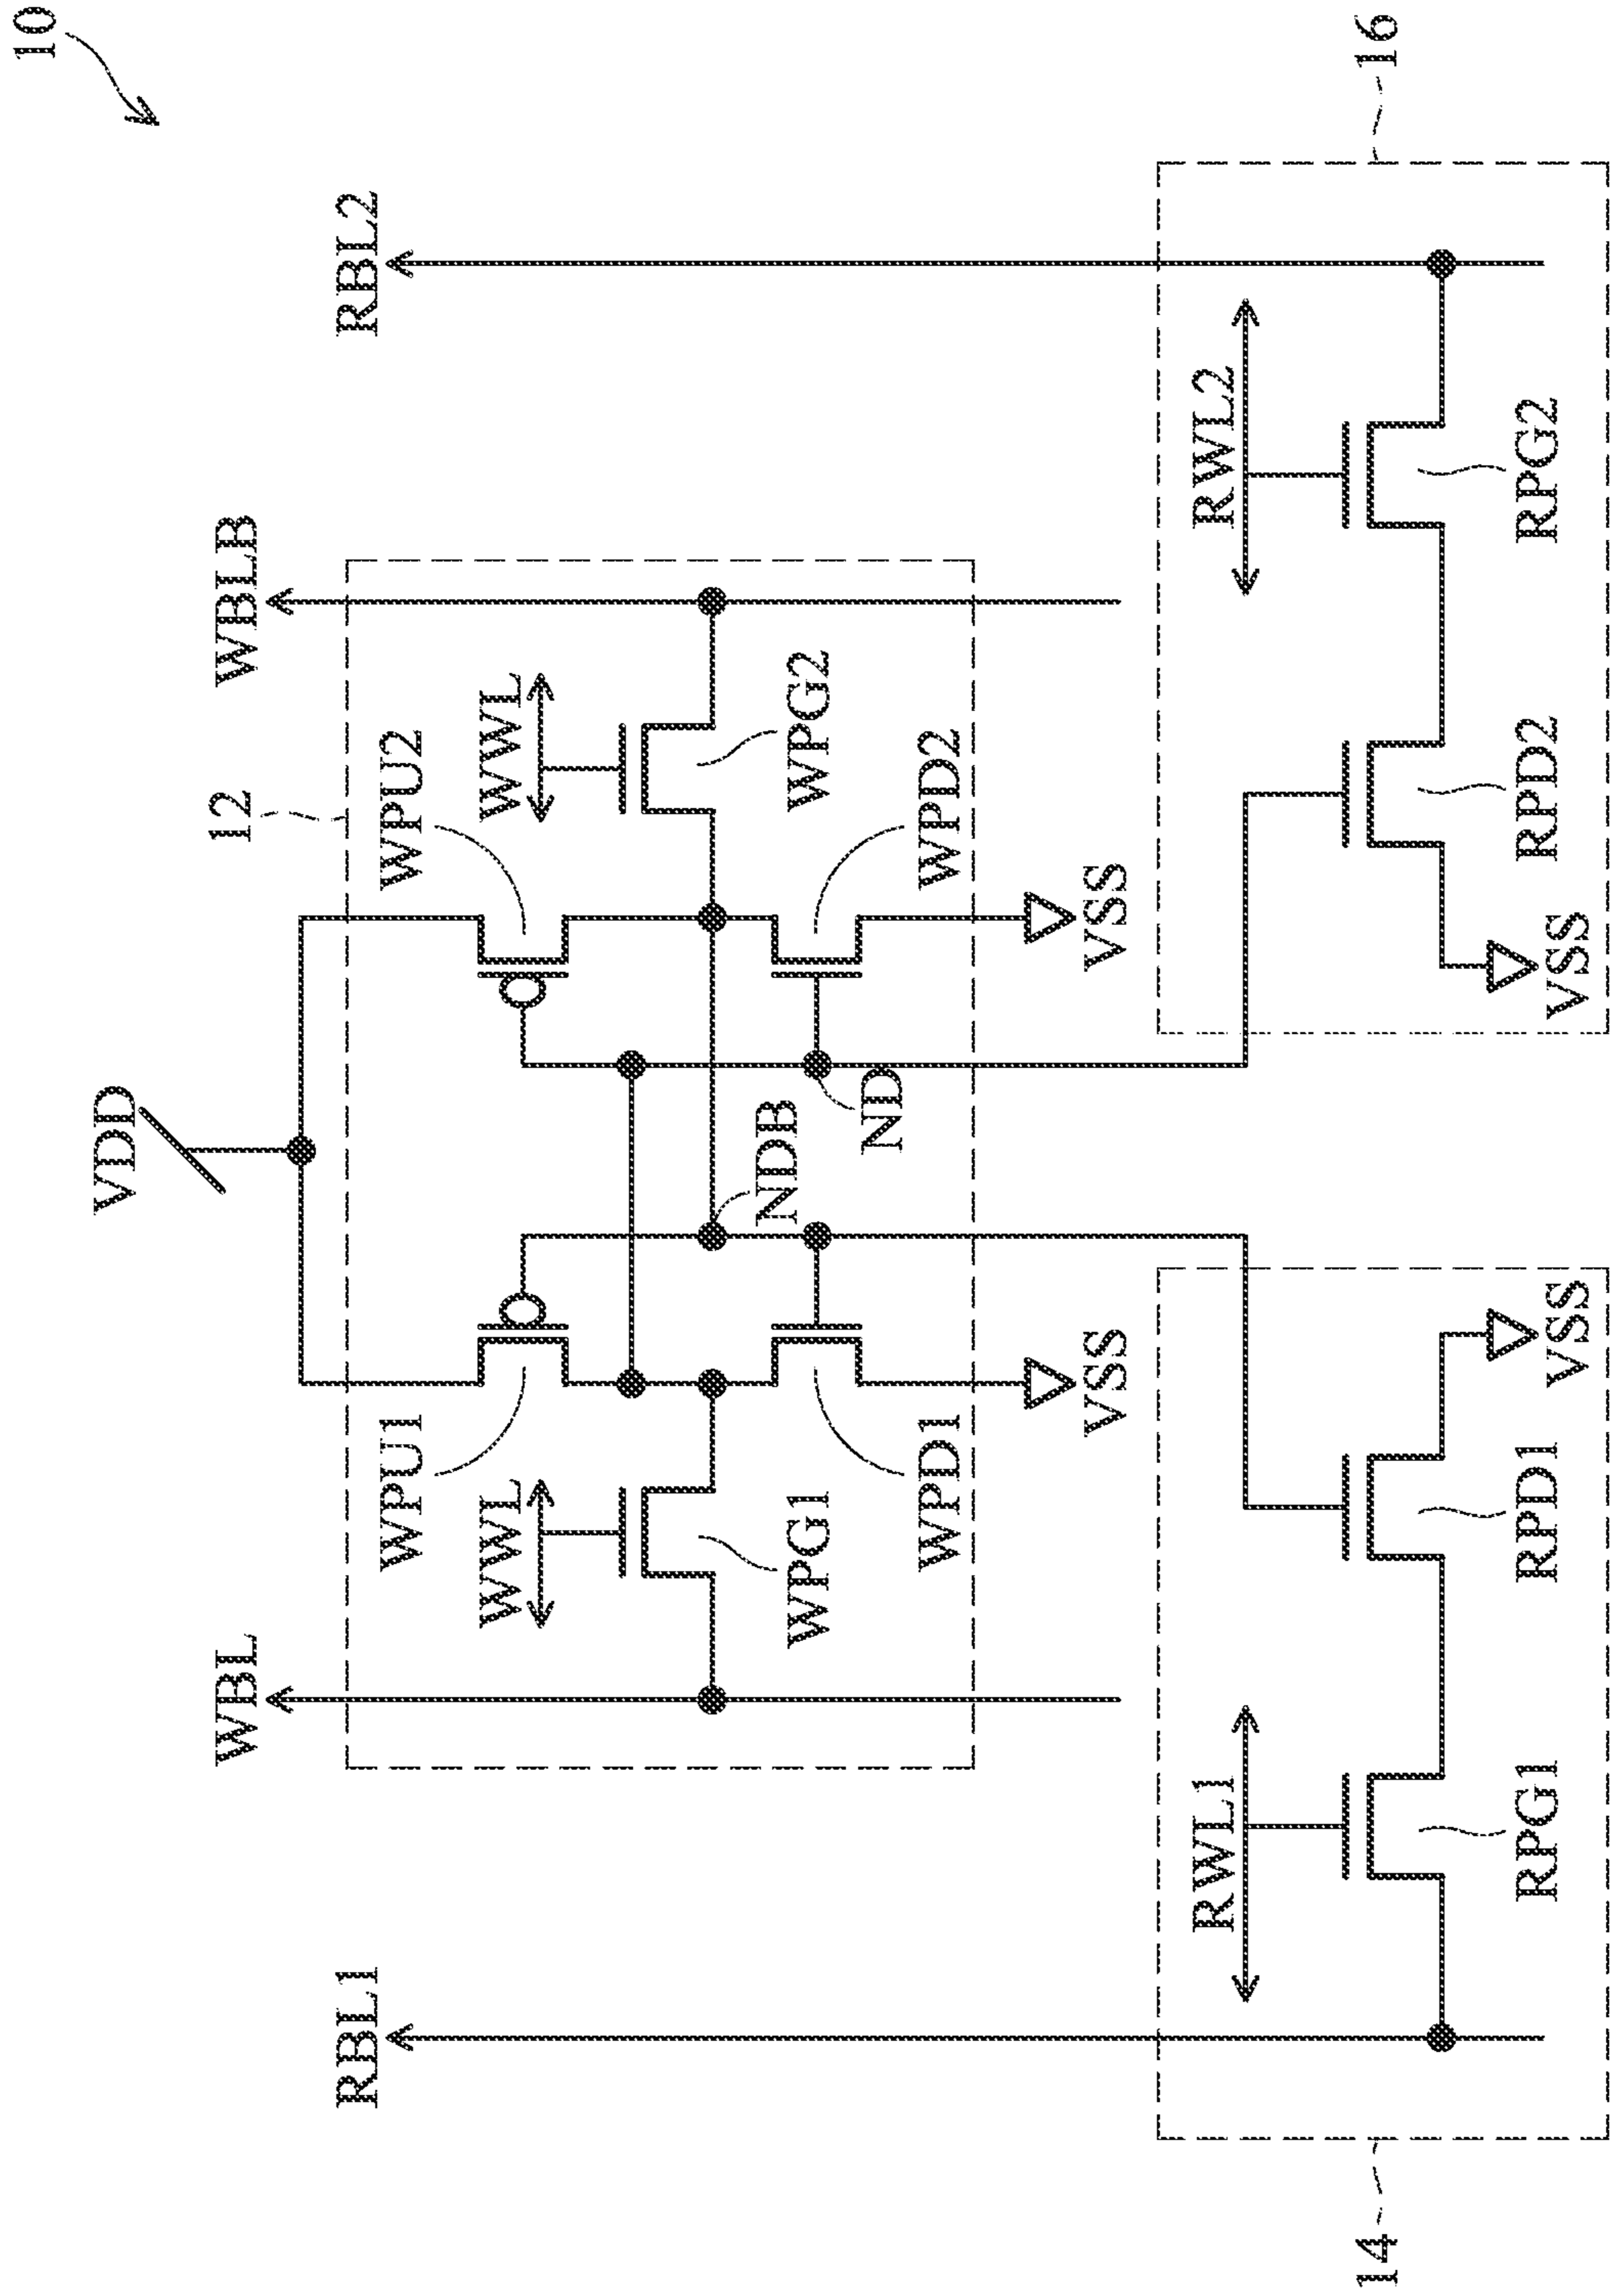 10
VDD
WBL
12
WBLB
RBL1
RBL2
WPU1
WPU2
WWL
WWL
NDB
WPG1
WPG2
ND
WPD1
WPD2
VSS
VSS
RWL1
RWL2
14
16
RPG1
RPD1
RPD2
RPG2
VSS
VSS